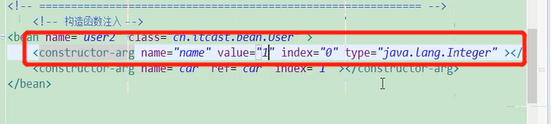 <!-- ============================================ -->
<!-- 构造函数注入 -->
<bean name="user2" class="cn.itcast.bean.User" >
<constructor-arg name="name" value="1" index="0" type="java.lang.Integer" ></
<constructor-arg name="car" ref="car" index="1" ></constructor-arg>
</bean>